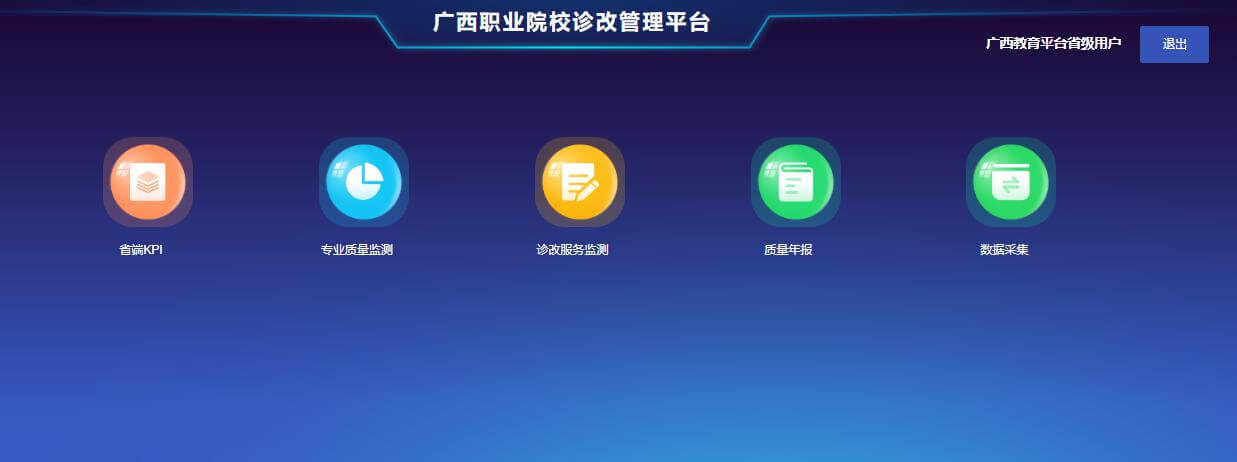 广西职业院校诊改管理平台
广西教育平台省级用户
退出
省端KPI
专业质量监测
诊改服务监测
质量年报
数据采集